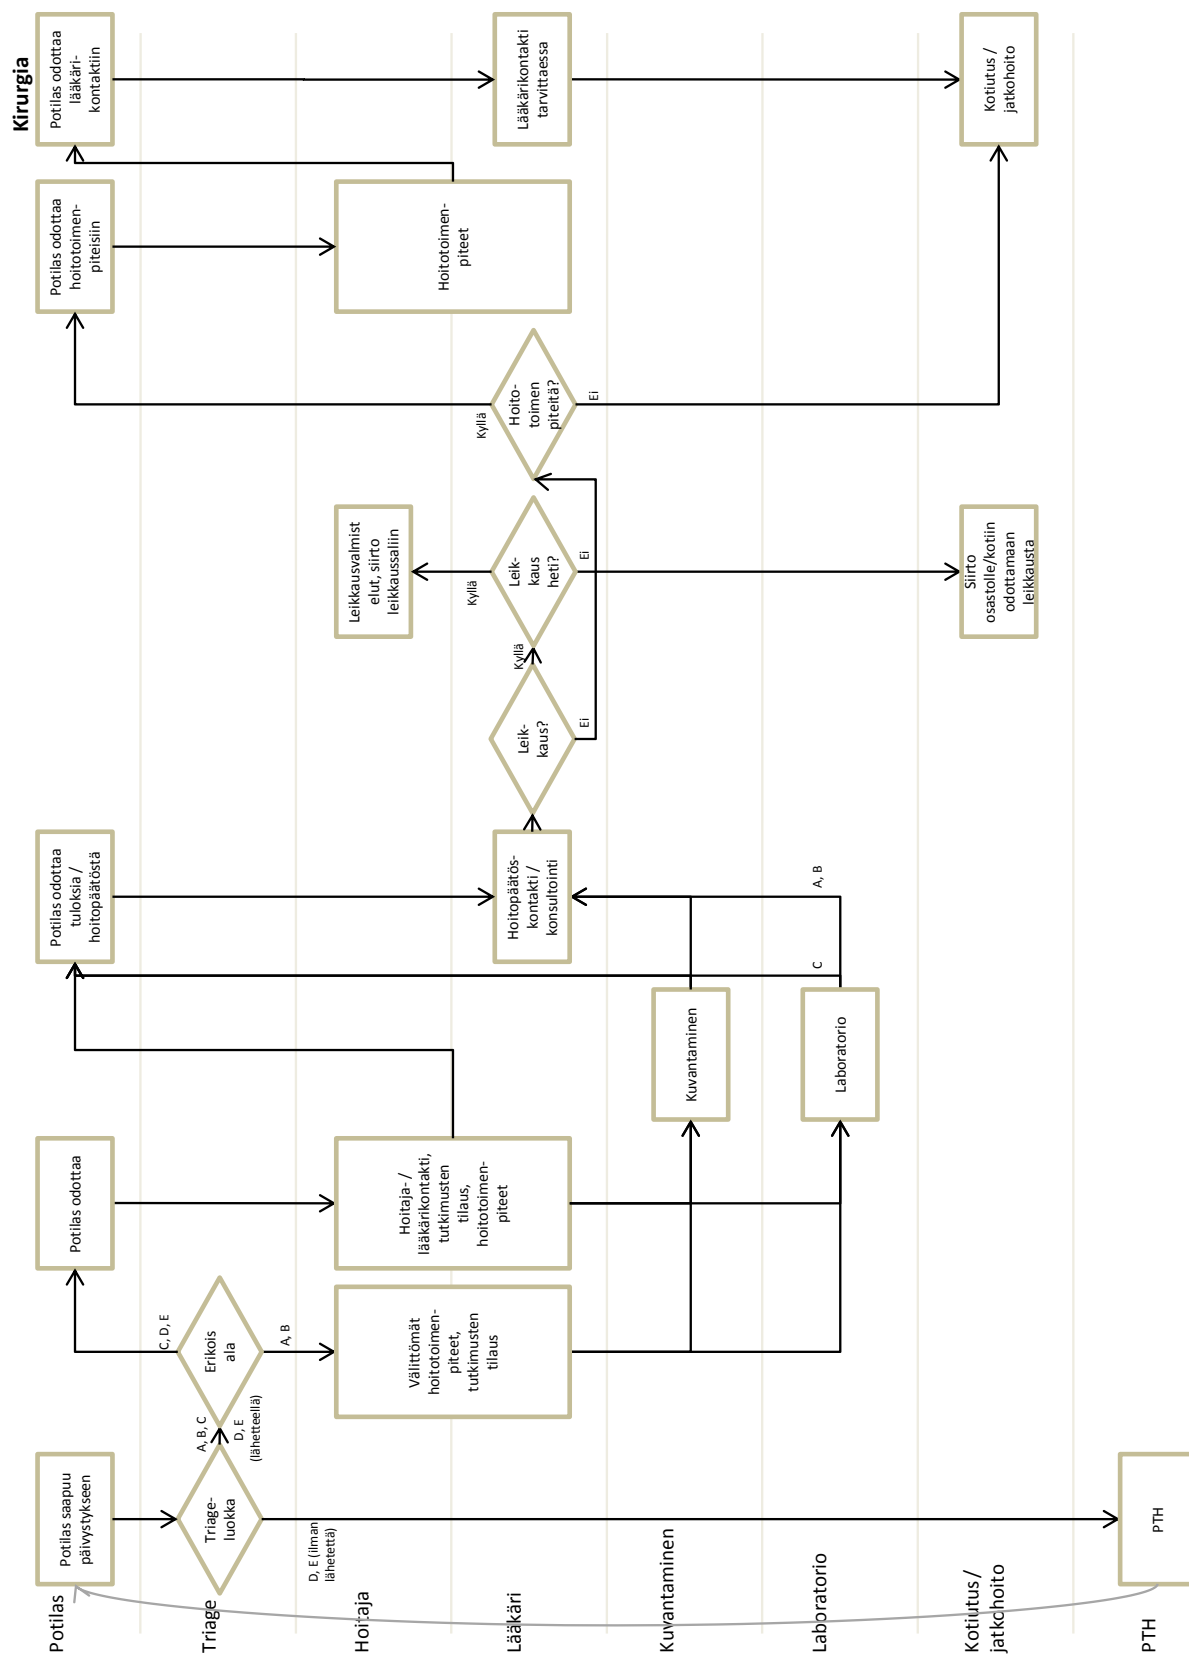 Kirurgia
Potilas
Triage
Hoitaja
Lääkäri
Kuvantaminen
Laboratorio
Kotiutus /
jatkohoito
PTH
Potilas saapuu
päivystykseen
Triage-
luokka
D, E (ilman
lähetettä)
PTH
A, B, C
D, E
(lähetteellä)
Erikois
ala
C, D, E
A, B
Potilas odottaa
Välittömät
hoitotoimen-
piteet,
tutkimusten
tilaus
Hoitaja- /
lääkärikontakti,
tutkimusten
tilaus,
hoitotoimen-
piteet
Kuvantaminen
Laboratorio
C
A, B
Potilas odottaa
tuloksia /
hoitopäätöstä
Hoitopäätös-
kontakti /
konsultointi
Leik-
kaus?
Kyllä
Ei
Leik-
kaus
heti?
Kyllä
Ei
Leikkausvalmist
elut, siirto
leikkaussaliin
Siirto
osastolle/kotiin
odottamaan
leikkausta
Hoito-
toimen
piteitä?
Kyllä
Ei
Potilas odottaa
hoitotoimen-
piteisiin
Hoitotoimen-
piteet
Potilas odottaa
lääkäri-
kontaktiin
Lääkärikontakti
tarvittaessa
Kotiutus /
jatkohoito